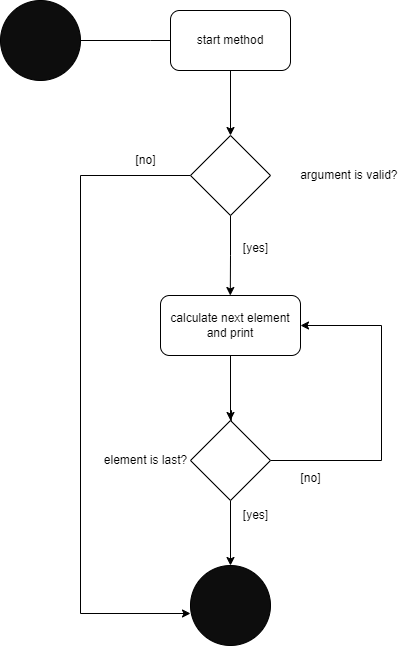 start method
[no]
argument is valid?
[yes]
calculate next element
and print
element is last?
[no]
[yes]